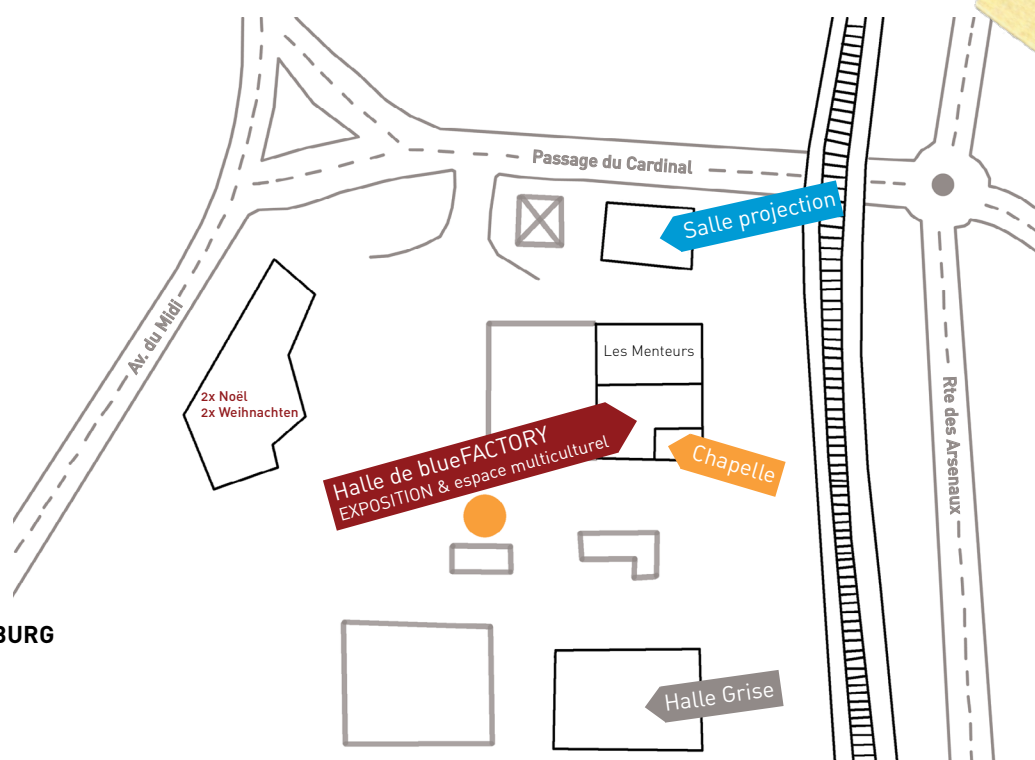 Passage du Cardinal
Salle projection
Av. du Midi
Les Menteurs
2x Noël
2x Weihnachten
Halle de blueFACTORY
EXPOSITION & espace multiculturel
Chapelle
Rte des Arsenaux
BURG
Halle Grise